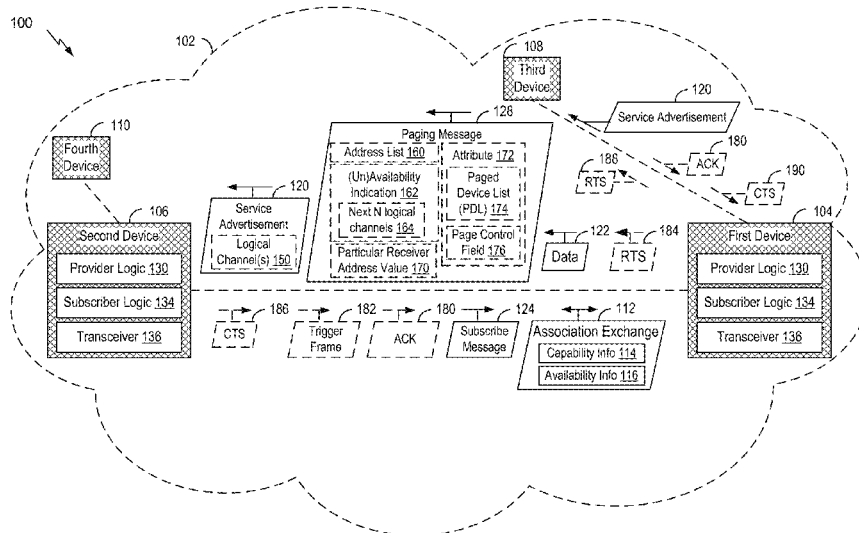 100
102
108
Third
Device
120
Service Advertisement
110
Fourth
Device
128
Paging Message
Address List 160
(Un)Availability
Indication 162
Next N logical
channels 164
Particular Receiver
Address Value 170
Attribute 172
Paged
Device List
(PDL) 174
Page Control
Field 176
186
RTS
180
ACK
190
CTS
106
Second Device
Provider Logic 130
Subscriber Logic 134
Transceiver 136
120
Service
Advertisement
Logical
Channel(s) 150
122
Data
184
RTS
104
First Device
Provider Logic 130
Subscriber Logic 134
Transceiver 136
186
CTS
182
Trigger
Frame
180
ACK
124
Subscribe
Message
112
Association Exchange
Capability Info 114
Availability Info 116